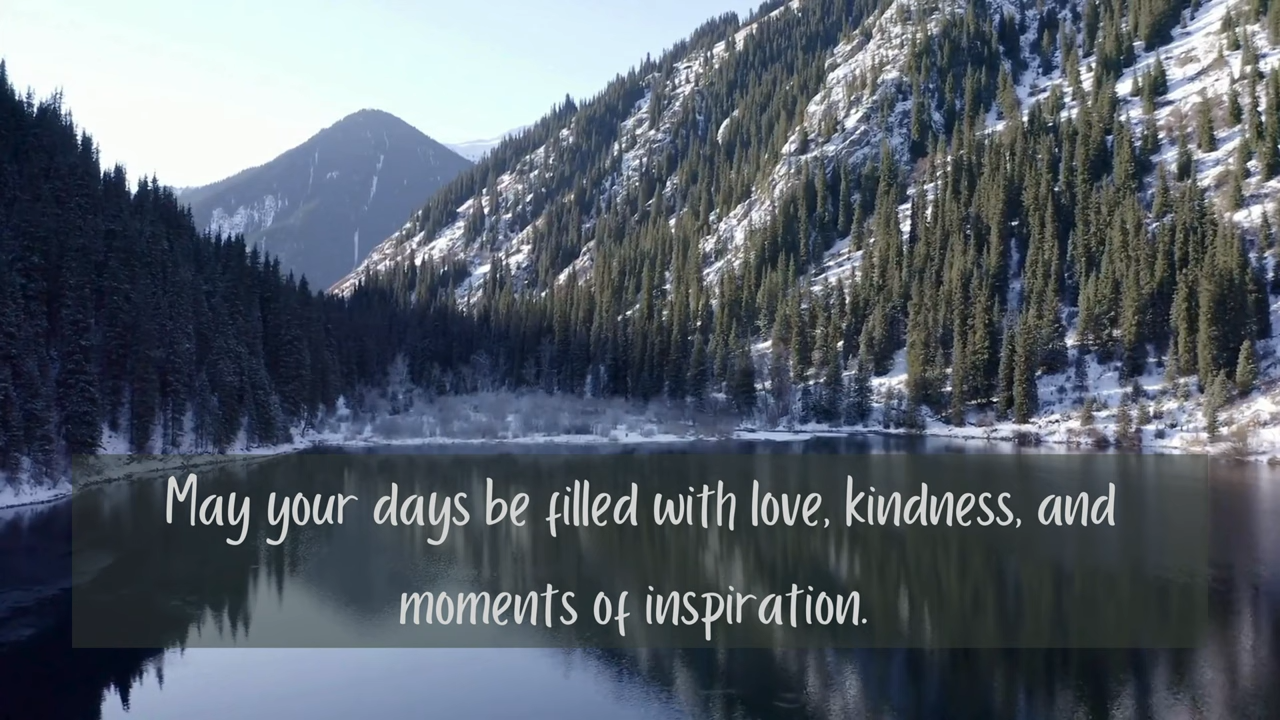 May your days be filled with love, kindness, and
moments of inspiration.